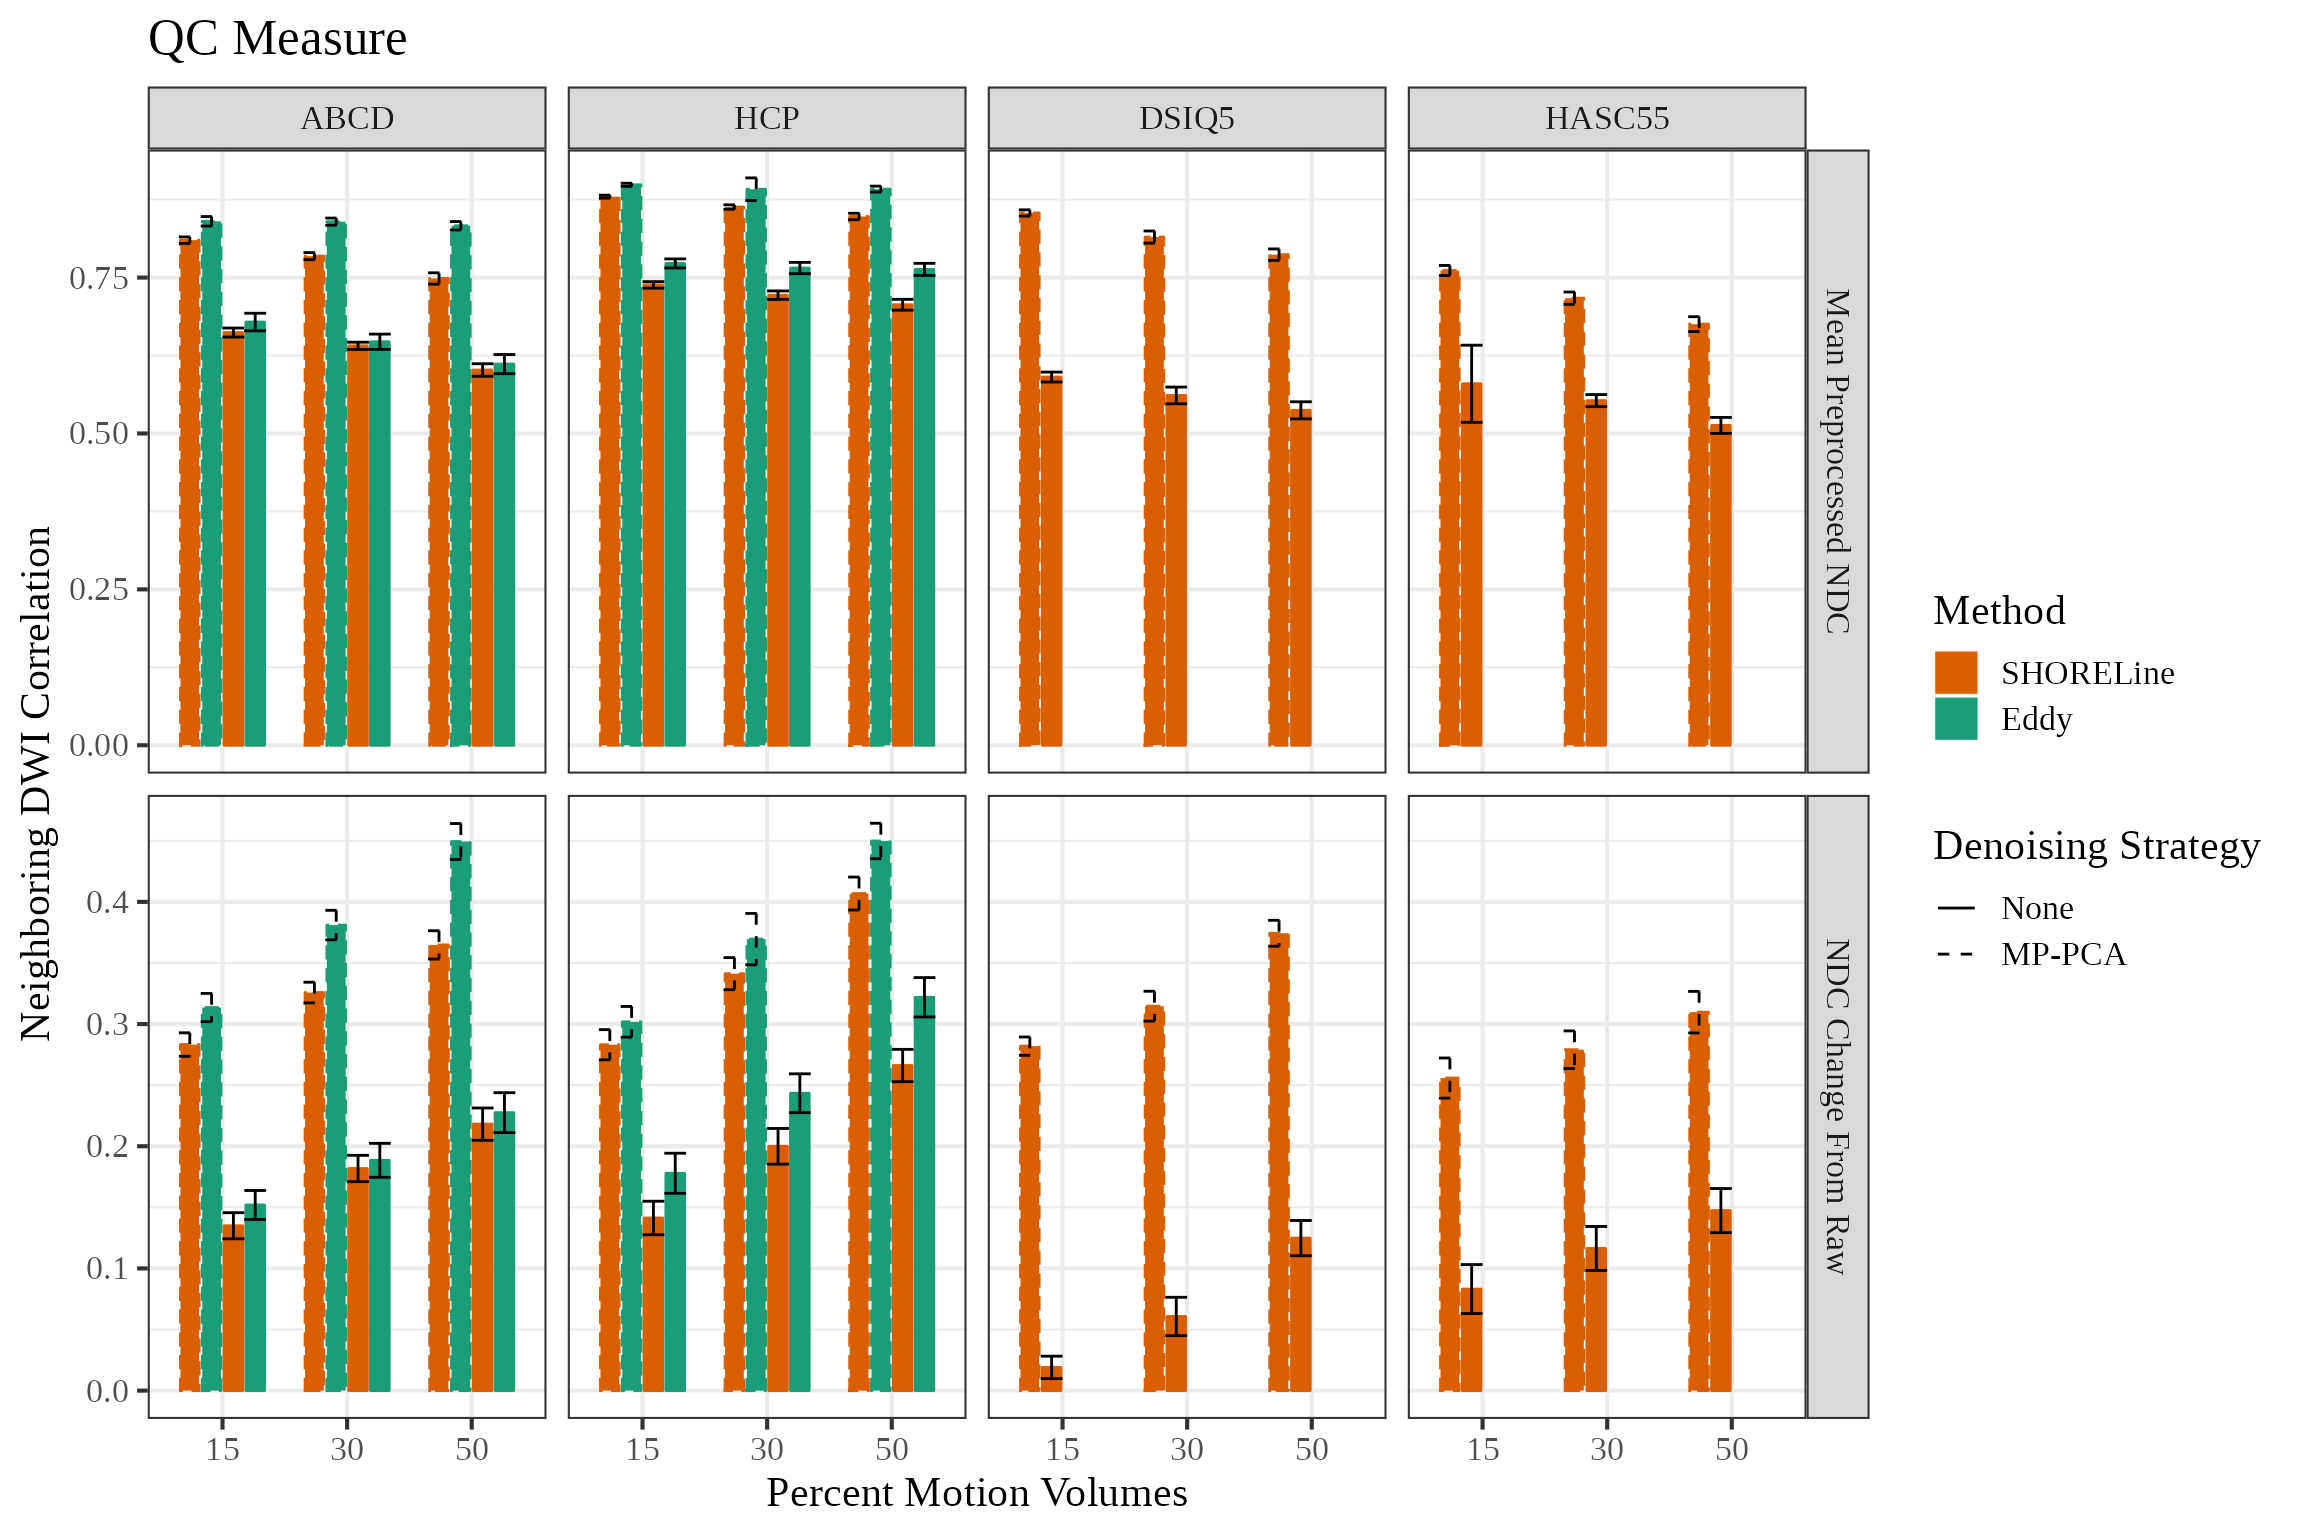 QC Measure
ABCD
HCP
DSIQ5
HASC55
Neighboring DWI Correlation
0.75
0.50
0.25
0.00
Mean Preprocessed NDC
0.4
0.3
0.2
0.1
0.0
NDC Change From Raw
15 30 50
15 30 50
15 30 50
15 30 50
Percent Motion Volumes
Method
SHORELine
Eddy
Denoising Strategy
None
MP-PCA